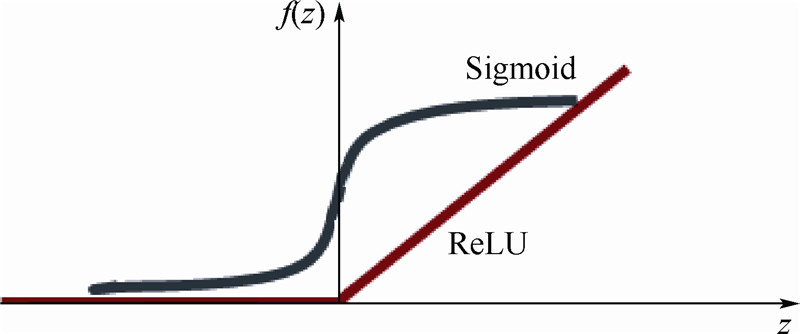 f(z)
Sigmoid
ReLU
z